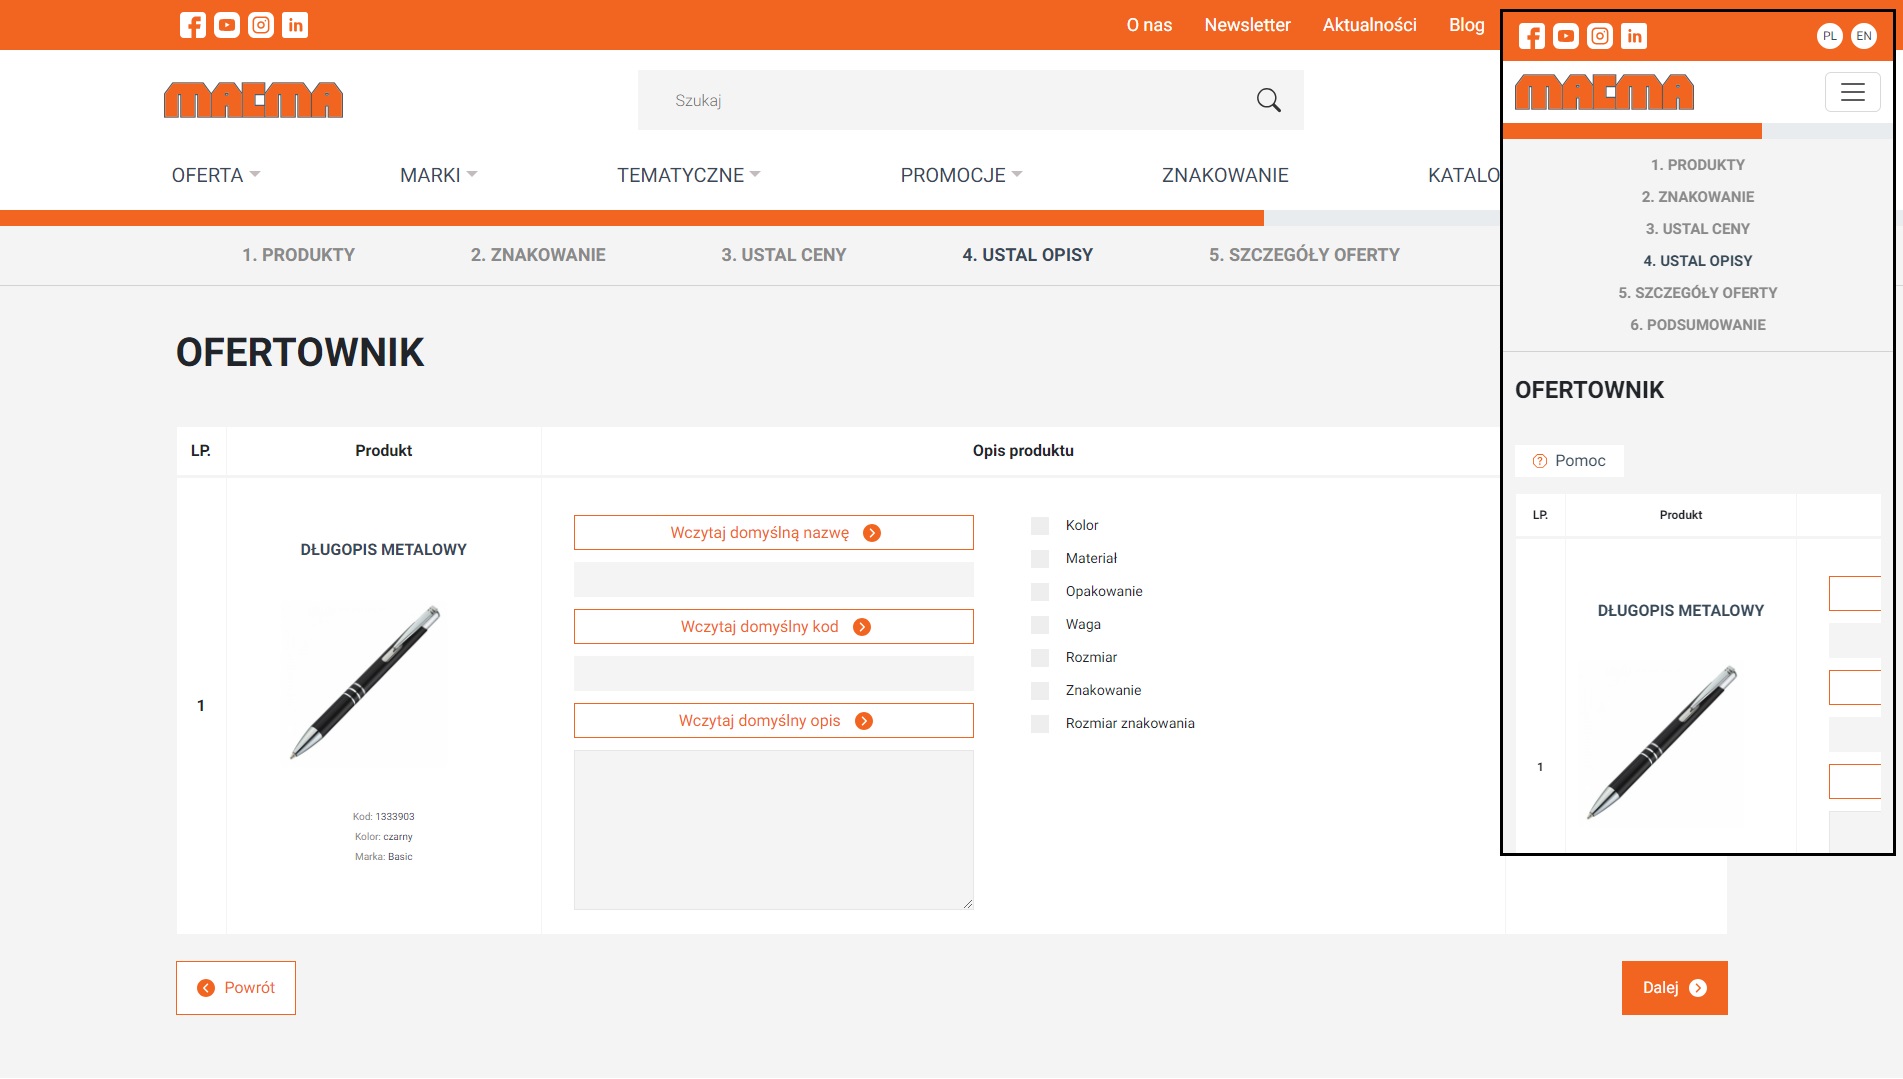 O nas Newsletter Aktualności Blog
MACMA
Szukaj
OFERTA MARKI TEMATYCZNE PROMOCJE ZNAKOWANIE KATALO
1. PRODUKTY 2. ZNAKOWANIE 3. USTAL CENY 4. USTAL OPISY 5. SZCZEGÓŁY OFERTY
OFERTOWNIK
LP. Produkt Opis produktu
1
DŁUGOPIS METALOWY
Kod: 1333903
Kolor: czarny
Marka: Basic
Wczytaj domyślną nazwę
Wczytaj domyślny kod
Wczytaj domyślny opis
Kolor
Materiał
Opakowanie
Waga
Rozmiar
Znakowanie
Rozmiar znakowania
Powrót
Dalej
PL EN
MACMA
1. PRODUKTY
2. ZNAKOWANIE
3. USTAL CENY
4. USTAL OPISY
5. SZCZEGÓŁY OFERTY
6. PODSUMOWANIE
OFERTOWNIK
Pomoc
LP. Produkt
DŁUGOPIS METALOWY
1